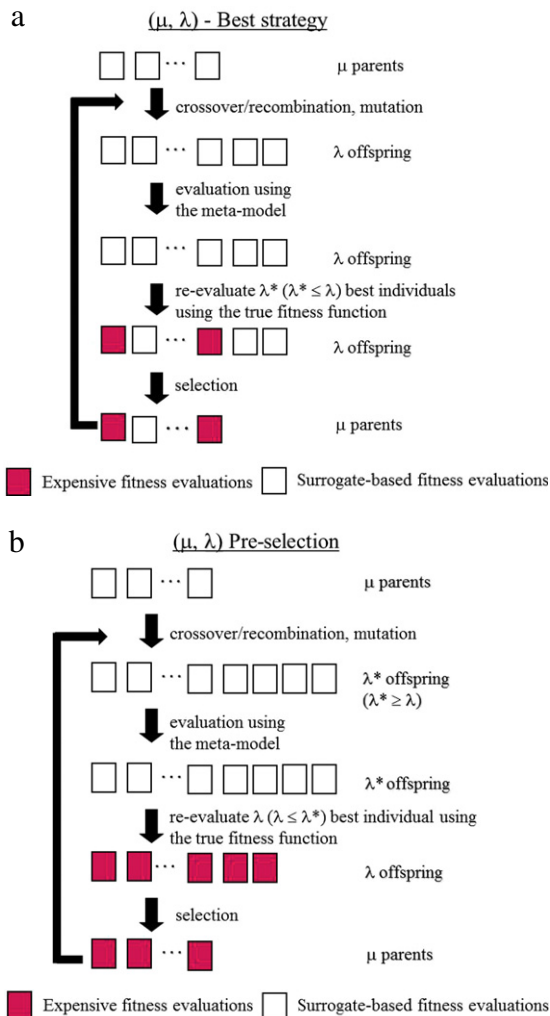 a
(μ, λ) - Best strategy
μ parents
crossover/recombination, mutation
λ offspring
evaluation using
the meta-model
λ offspring
re-evaluate λ* (λ* ≤ λ) best individuals
using the true fitness function
λ offspring
selection
μ parents
Expensive fitness evaluations
Surrogate-based fitness evaluations
b
(μ, λ) Pre-selection
μ parents
crossover/recombination, mutation
λ* offspring
(λ* ≥ λ)
evaluation using
the meta-model
λ* offspring
re-evaluate λ (λ ≤ λ*) best individual using
the true fitness function
λ offspring
selection
μ parents
Expensive fitness evaluations
Surrogate-based fitness evaluations